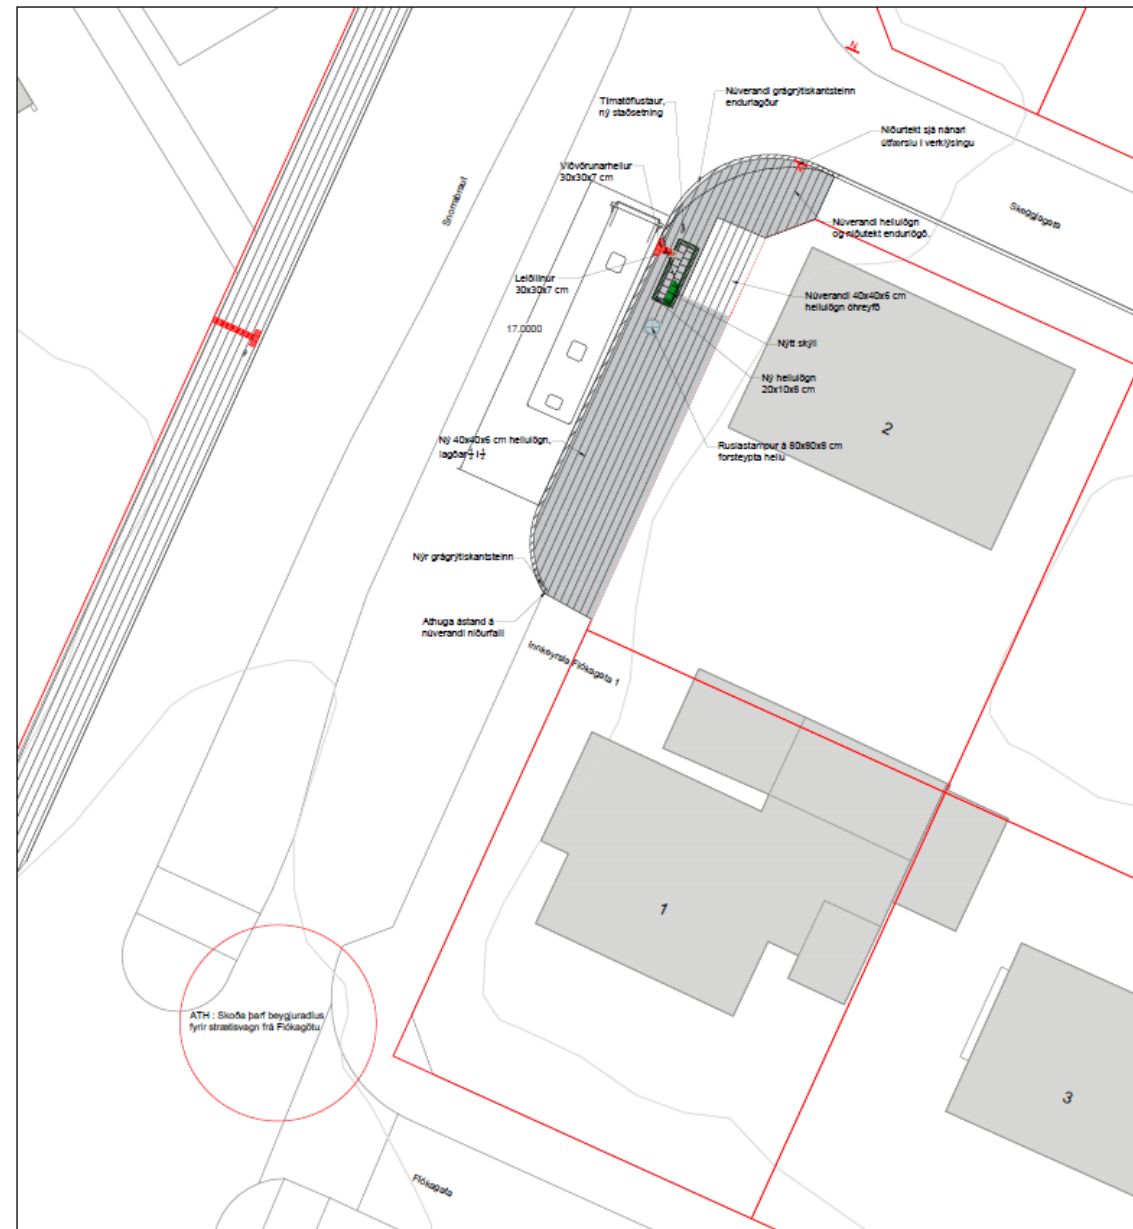 Núverandi grágrýtiskantsteinn
endurlagður
Tímatöflustaur,
ný staðsetning
Niðurtekt sjá nánari
útfærslu í verklýsingu
Viðvörunarhellur
30x30x7 cm
Snorrabraut
Skeggjagata
Núverandi hellulögn
og niðutekt endurlögð.
Leiðilínur
30x30x7 cm
Núverandi 40x40x6 cm
hellulögn óhreyfð
17.0000
Nýtt skýli
Ný hellulögn
20x10x8 cm
2
Ný 40x40x6 cm hellulögn,
lagðar
Ruslastampur á 80x80x8 cm
forsteypta hellu
Nýr grágrýtiskantsteinn
Athuga ástand á
núverandi niðurfalli
Innkeyrsla Flókagata 1
1
ATH : Skoða þarf beygjuradíus
fyrir strætisvagn frá Flókagötu
3
Flókagata